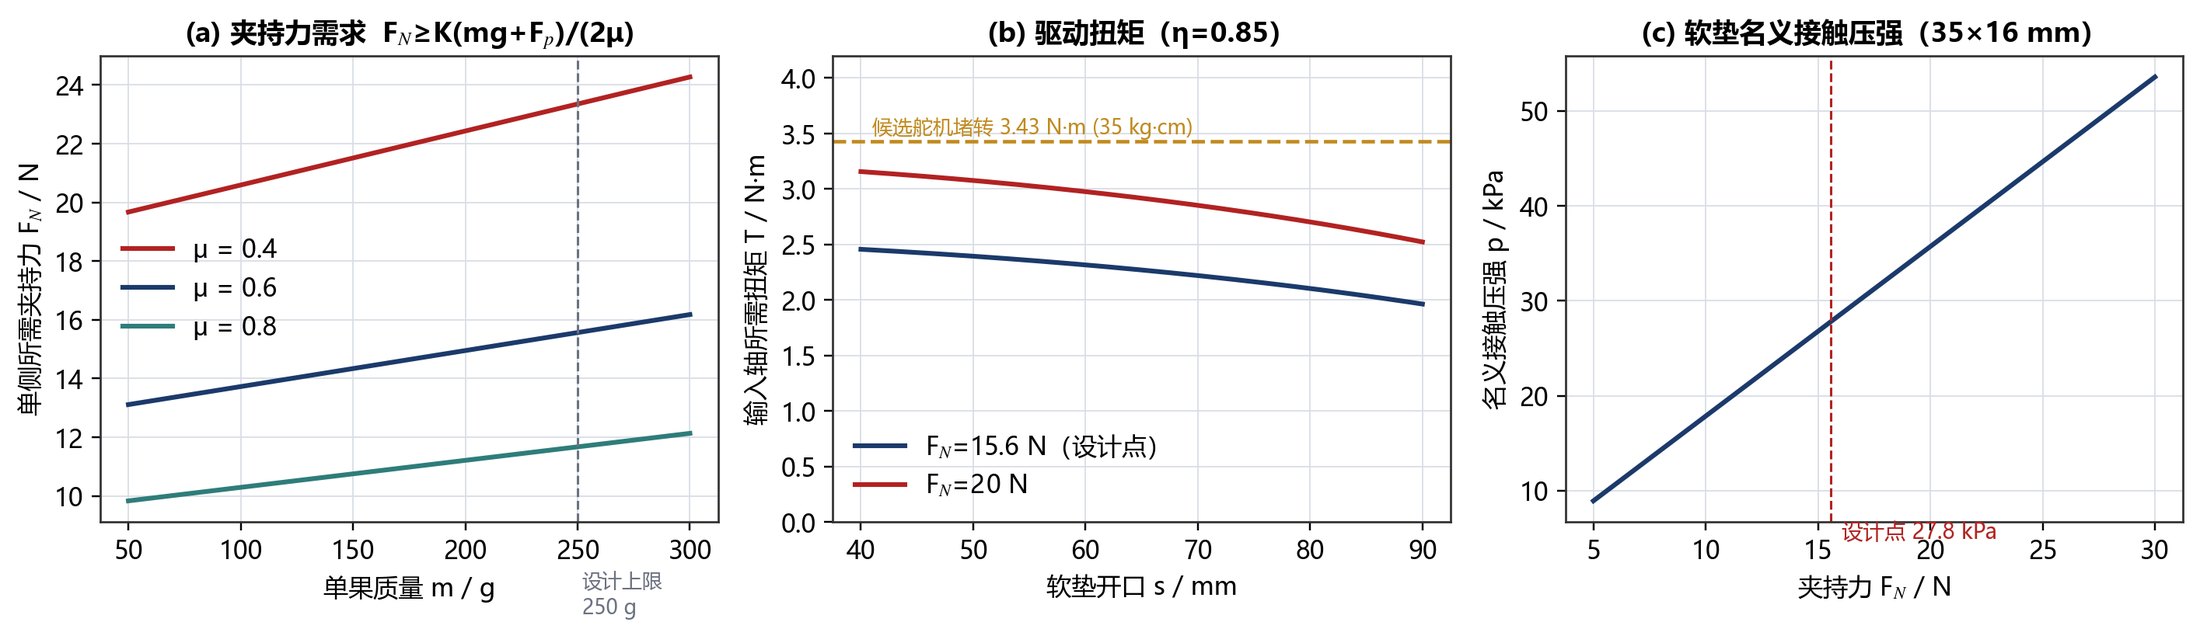 (a) 夹持力需求 F_N≥K(mg+F_p)/(2μ)
单侧所需夹持力 F_N / N
24
22
20
18
16
14
12
10
μ = 0.4
μ = 0.6
μ = 0.8
50
100
150
200
250
300
单果质量 m / g
设计上限
250 g
(b) 驱动扭矩（η=0.85）
输入轴所需扭矩 T / N·m
4.0
3.5
3.0
2.5
2.0
1.5
1.0
0.5
0.0
候选舵机堵转 3.43 N·m (35 kg·cm)
F_N=15.6 N（设计点）
F_N=20 N
40
50
60
70
80
90
软垫开口 s / mm
(c) 软垫名义接触压强（35×16 mm）
名义接触压强 p / kPa
50
40
30
20
10
设计点 27.8 kPa
5
10
15
20
25
30
夹持力 F_N / N